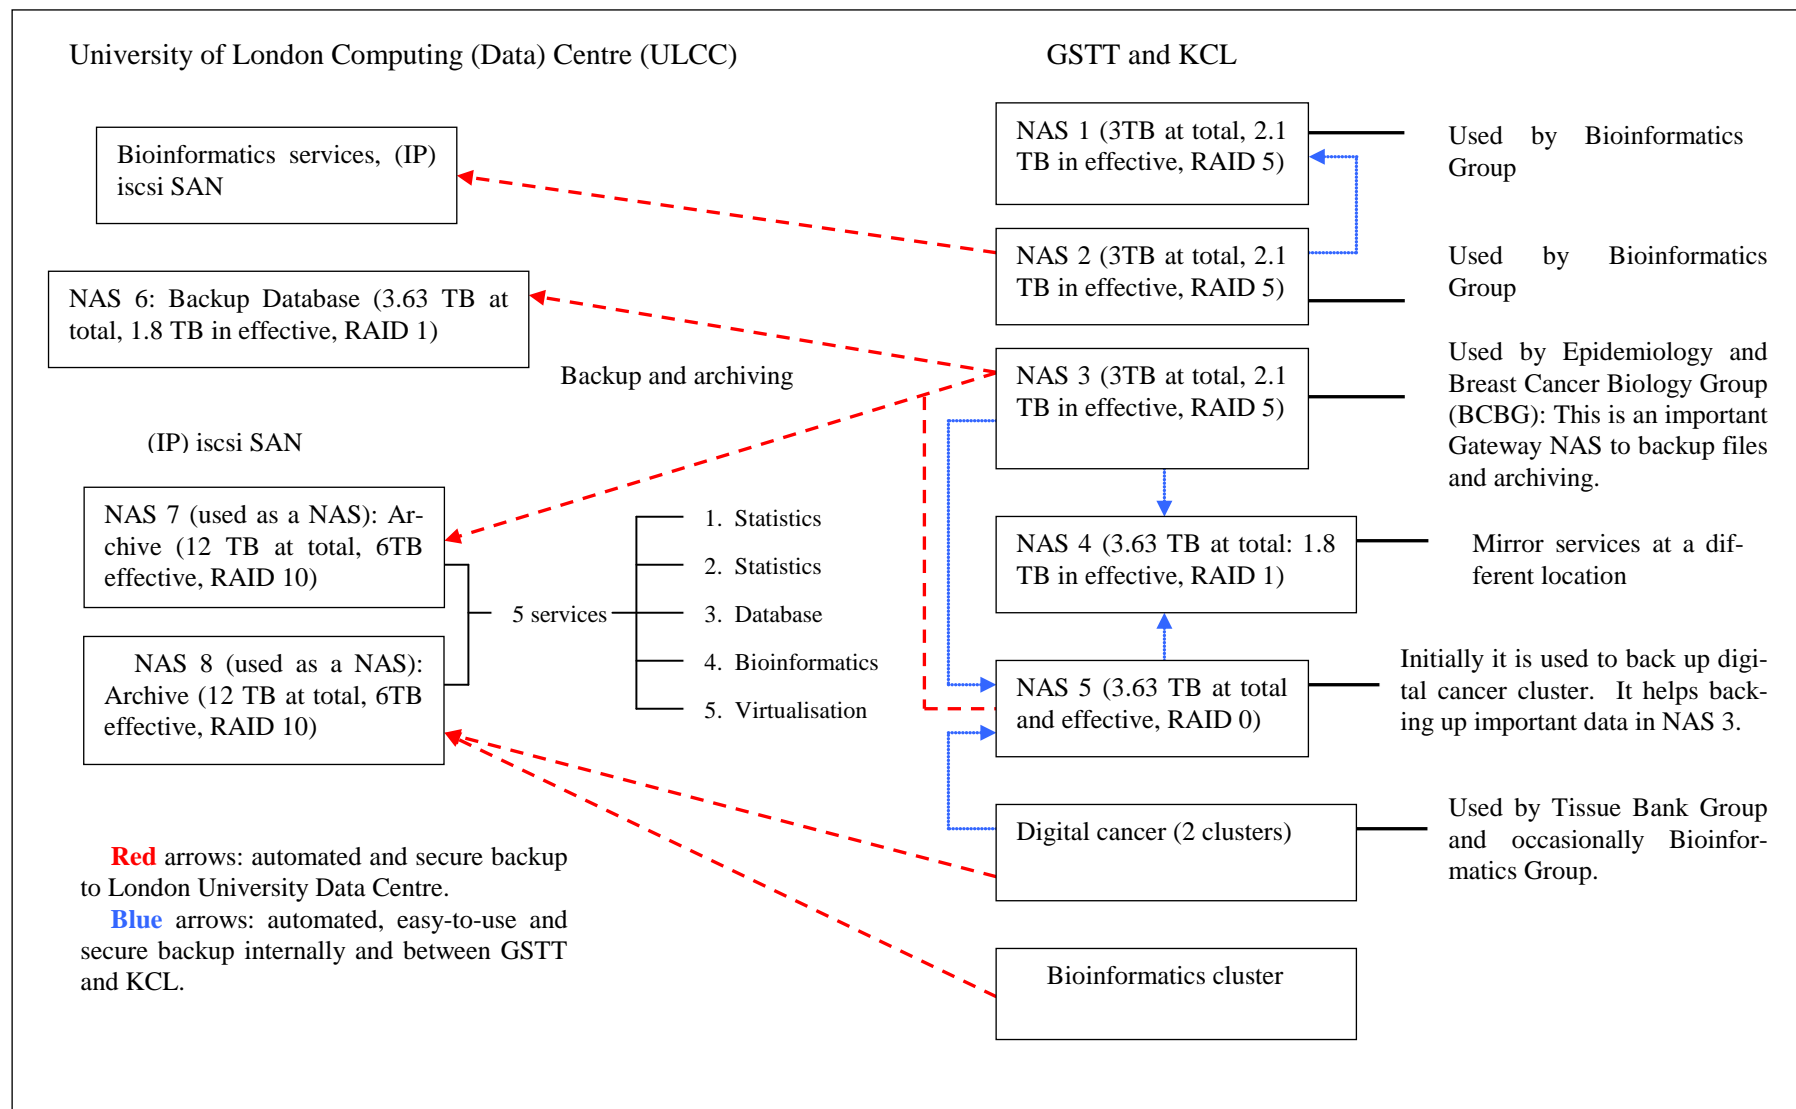 University of London Computing (Data) Centre (ULCC)
GSTT and KCL
Bioinformatics services, (IP)
iscsi SAN
NAS 6: Backup Database (3.63 TB at
total, 1.8 TB in effective, RAID 1)
Backup and archiving
(IP) iscsi SAN
NAS 7 (used as a NAS): Ar-
chive (12 TB at total, 6TB
effective, RAID 10)
NAS 8 (used as a NAS):
Archive (12 TB at total, 6TB
effective, RAID 10)
5 services
1. Statistics
2. Statistics
3. Database
4. Bioinformatics
5. Virtualisation
Red arrows: automated and secure backup
to London University Data Centre.
Blue arrows: automated, easy-to-use and
secure backup internally and between GSTT
and KCL.
NAS 1 (3TB at total, 2.1
TB in effective, RAID 5)
Used by Bioinformatics
Group
NAS 2 (3TB at total, 2.1
TB in effective, RAID 5)
Used by Bioinformatics
Group
NAS 3 (3TB at total, 2.1
TB in effective, RAID 5)
Used by Epidemiology and
Breast Cancer Biology Group
(BCBG): This is an important
Gateway NAS to backup files
and archiving.
NAS 4 (3.63 TB at total: 1.8
TB in effective, RAID 1)
Mirror services at a dif-
ferent location
NAS 5 (3.63 TB at total
and effective, RAID 0)
Initially it is used to back up digi-
tal cancer cluster. It helps back-
ing up important data in NAS 3.
Digital cancer (2 clusters)
Used by Tissue Bank Group
and occasionally Bioinfor-
matics Group.
Bioinformatics cluster